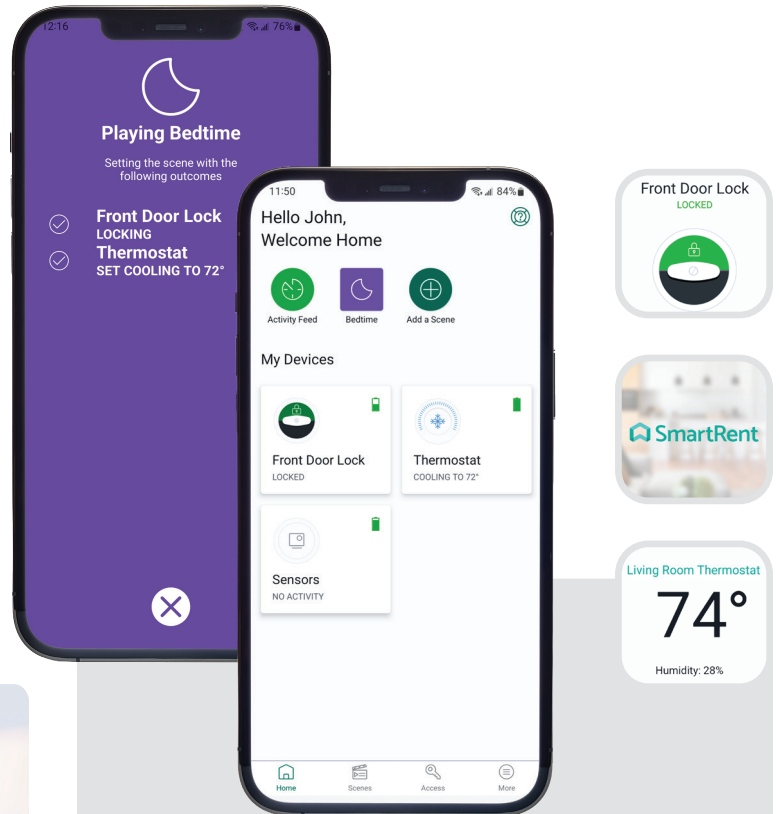 12:16
76%
Playing Bedtime
Setting the scene with the
following outcomes
Front Door Lock
LOCKING
Thermostat
SET COOLING TO 72°
11:50
84%
Hello John,
Welcome Home
Activity Feed
Bedtime
Add a Scene
My Devices
Front Door Lock
LOCKED
Thermostat
COOLING TO 72°
Sensors
NO ACTIVITY
Home
Scenes
Access
More
Front Door Lock
LOCKED
SmartRent
Living Room Thermostat
74°
Humidity: 28%